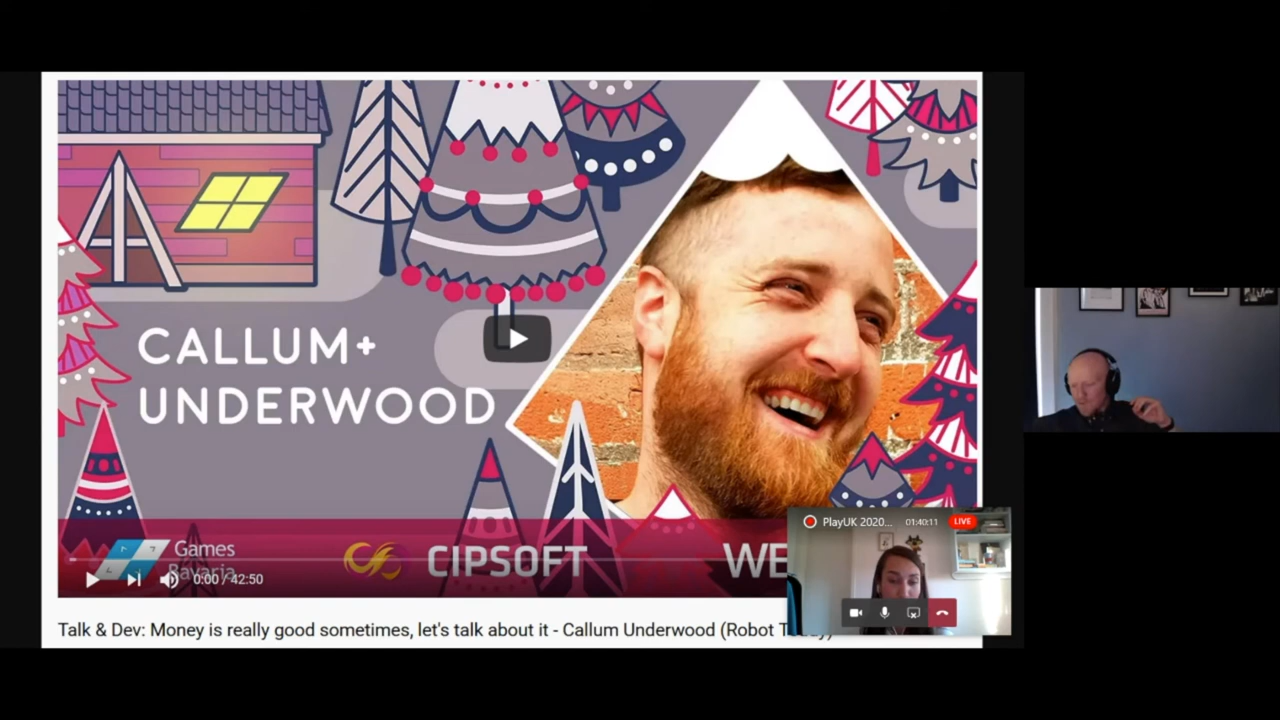 CALLUM+
UNDERWOOD
Games
Bavaria
CIPSOFT
WE
0:00 / 42:50
PlayUK 2020...
01:40:11
LIVE
Talk & Dev: Money is really good sometimes, let's talk about it - Callum Underwood (Robot